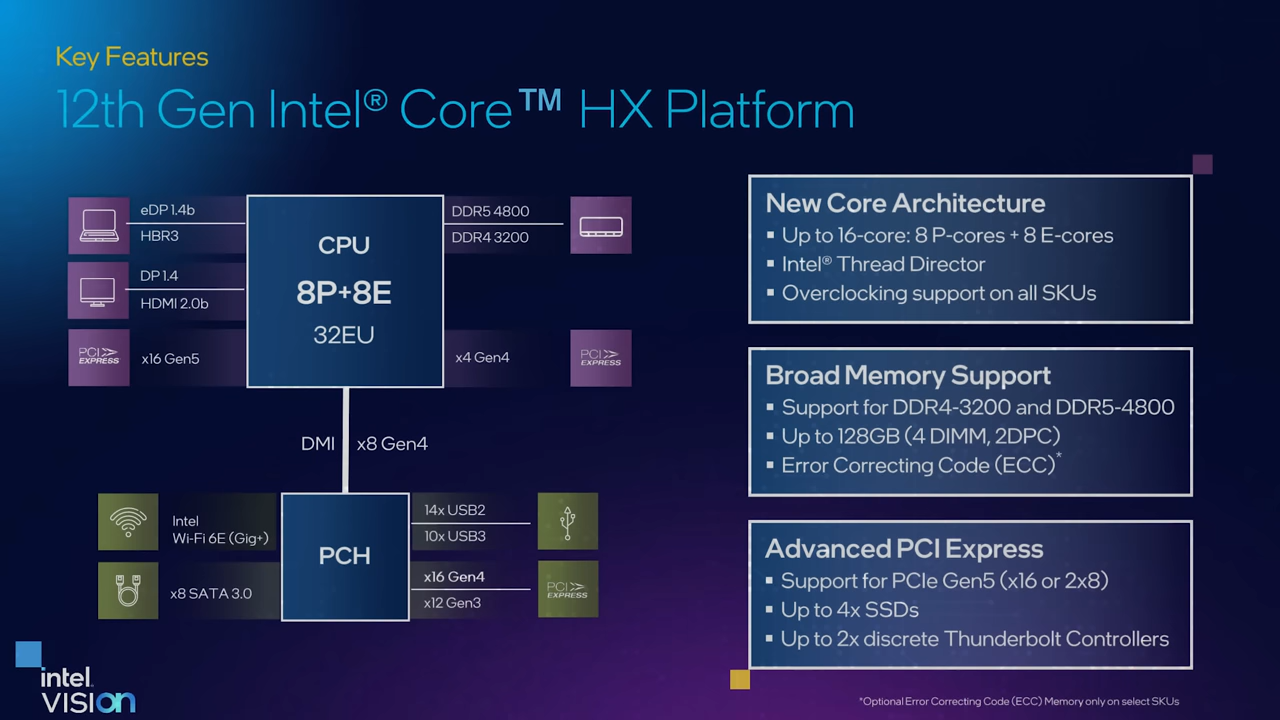 Key Features
12th Gen Intel® Core™ HX Platform
eDP 1.4b
HBR3
DP 1.4
HDMI 2.0b
PCI EXPRESS
x16 Gen5
CPU
8P+8E
32EU
DDR5 4800
DDR4 3200
x4 Gen4
PCI EXPRESS
DMI x8 Gen4
Intel
Wi-Fi 6E (Gig+)
x8 SATA 3.0
PCH
14x USB2
10x USB3
x16 Gen4
x12 Gen3
PCI EXPRESS
New Core Architecture
▪ Up to 16-core: 8 P-cores + 8 E-cores
▪ Intel® Thread Director
▪ Overclocking support on all SKUs
Broad Memory Support
▪ Support for DDR4-3200 and DDR5-4800
▪ Up to 128GB (4 DIMM, 2DPC)
▪ Error Correcting Code (ECC)*
Advanced PCI Express
▪ Support for PCIe Gen5 (x16 or 2x8)
▪ Up to 4x SSDs
▪ Up to 2x discrete Thunderbolt Controllers
intel.
VISION
*Optional Error Correcting Code (ECC) Memory only on select SKUs